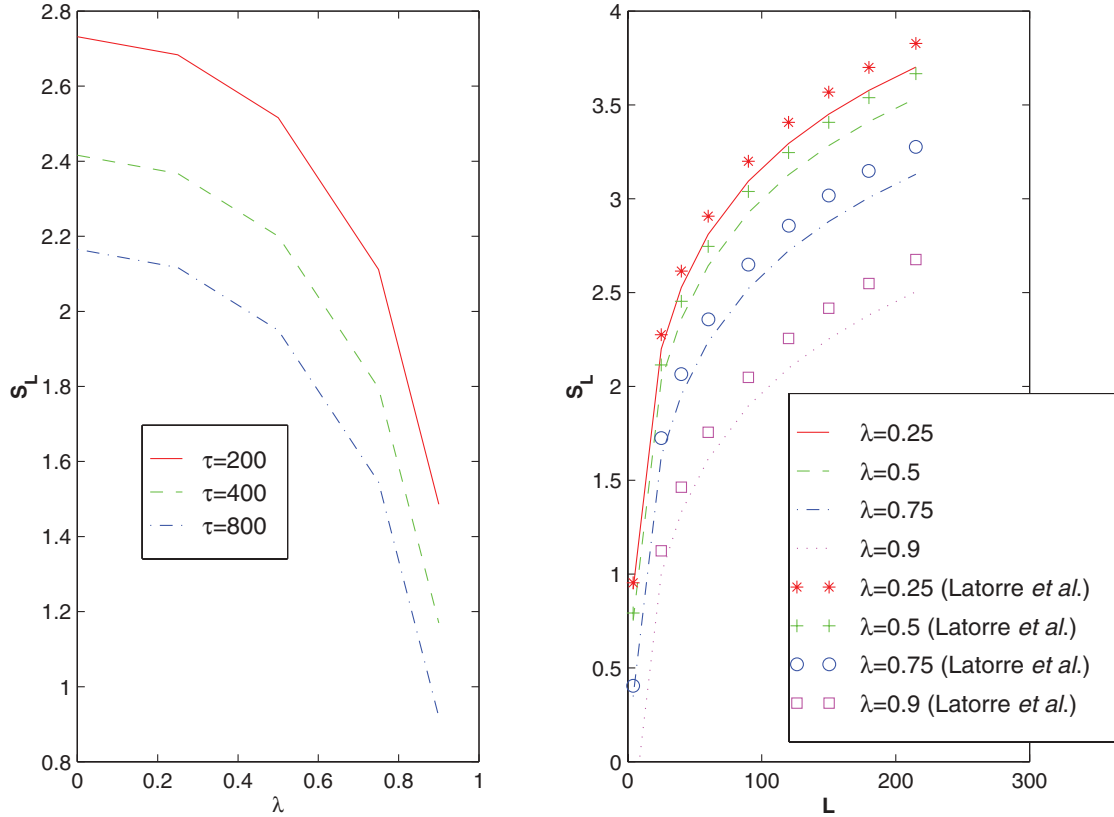 2.8
2.6
2.4
2.2
2
1.8
1.6
1.4
1.2
1
0.8
S_L
0 0.2 0.4 0.6 0.8 1
λ
τ=200
τ=400
τ=800
4
3.5
3
2.5
2
1.5
1
0.5
0
S_L
0 100 200 300
L
λ=0.25
λ=0.5
λ=0.75
λ=0.9
λ=0.25 (Latorre et al.)
λ=0.5 (Latorre et al.)
λ=0.75 (Latorre et al.)
λ=0.9 (Latorre et al.)